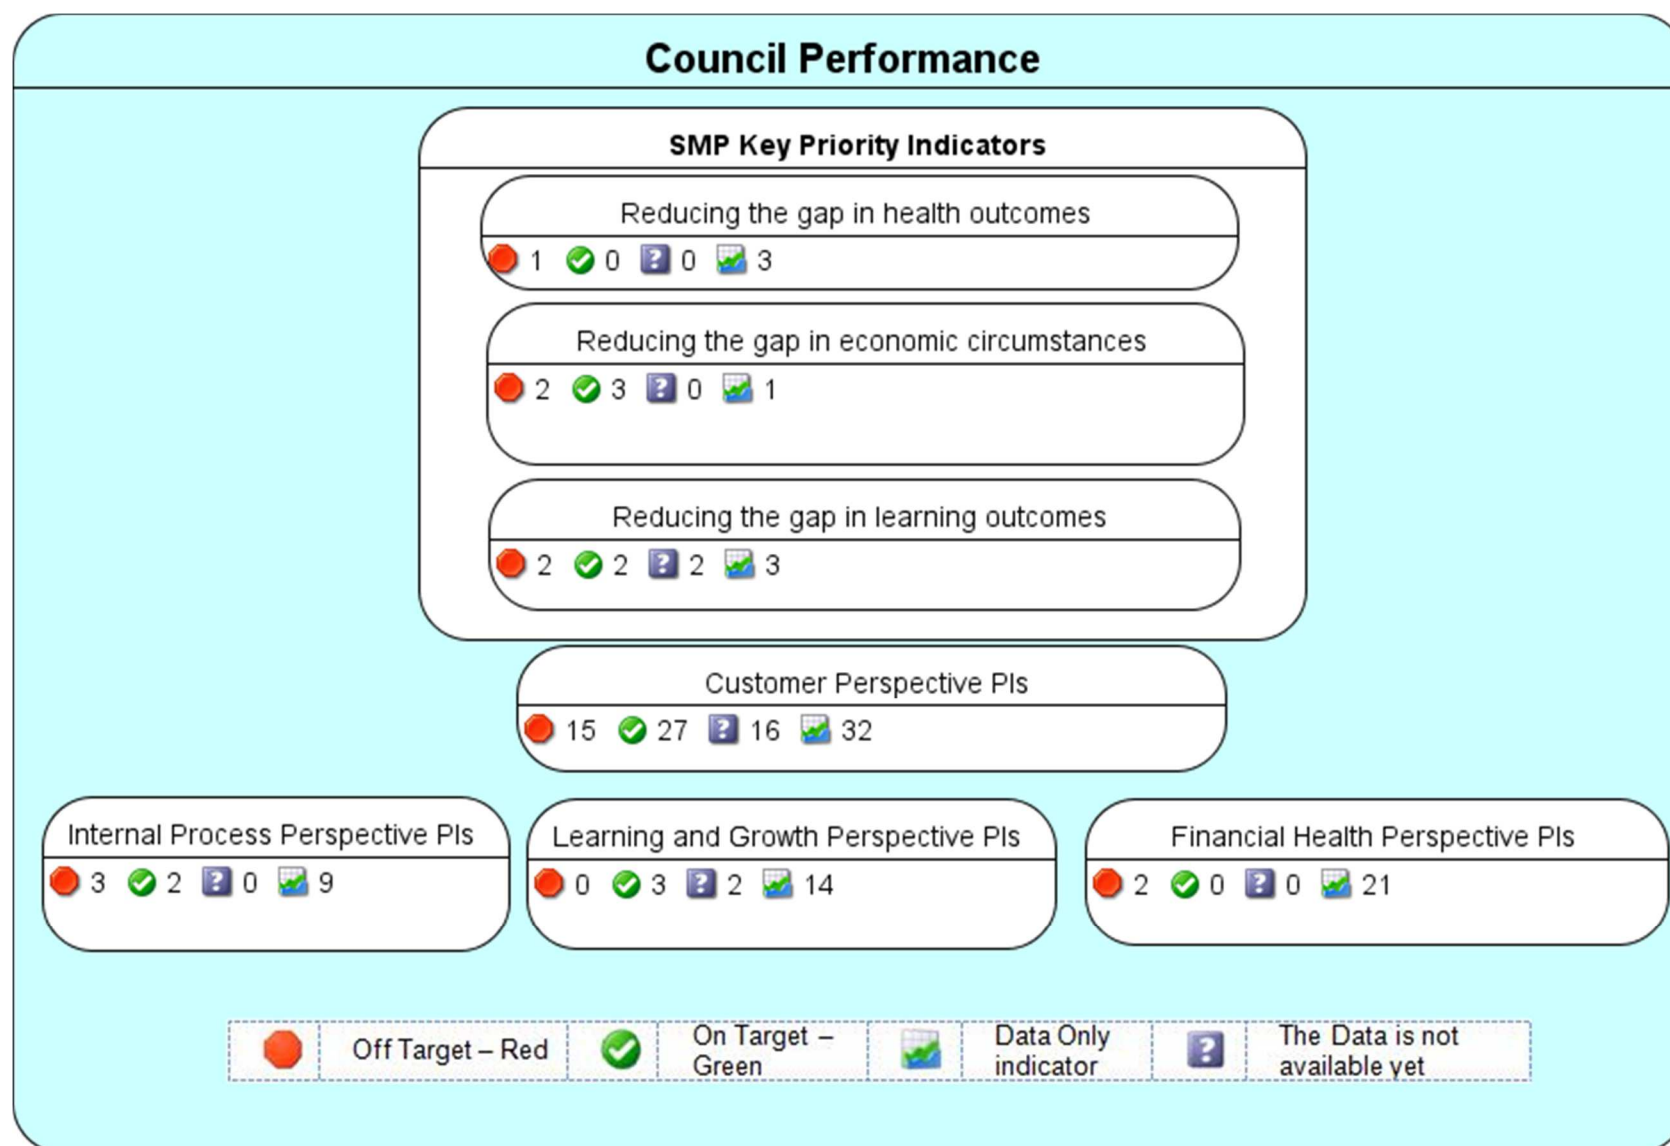 Council Performance
SMP Key Priority Indicators
Reducing the gap in health outcomes
1 0 ? 0 3
Reducing the gap in economic circumstances
2 3 ? 0 1
Reducing the gap in learning outcomes
2 2 ? 2 3
Customer Perspective PIs
15 27 ? 16 32
Internal Process Perspective PIs
3 2 ? 0 9
Learning and Growth Perspective PIs
0 3 ? 2 14
Financial Health Perspective PIs
2 0 ? 0 21
Off Target – Red
On Target –
Green
Data Only
indicator
?
The Data is not
available yet